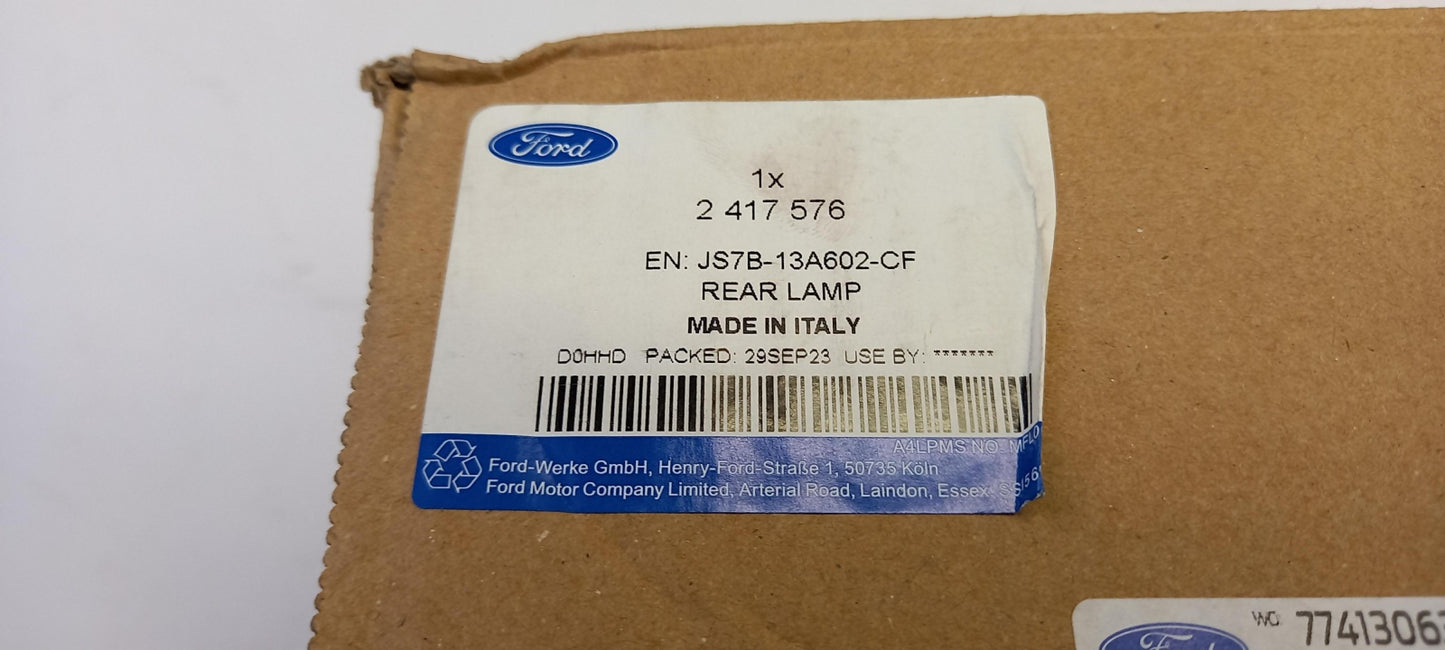 Ford
1x
2 417 576
EN: JS7B-13A602-CF
REAR LAMP
MADE IN ITALY
D0HHD PACKED: 29SEP23 USE BY: *******
A4LPMS NO
Ford-Werke GmbH, Henry-Ford-Straße 1, 50735 Köln
Ford Motor Company Limited, Arterial Road, Laindon, Essex
WO
Ford